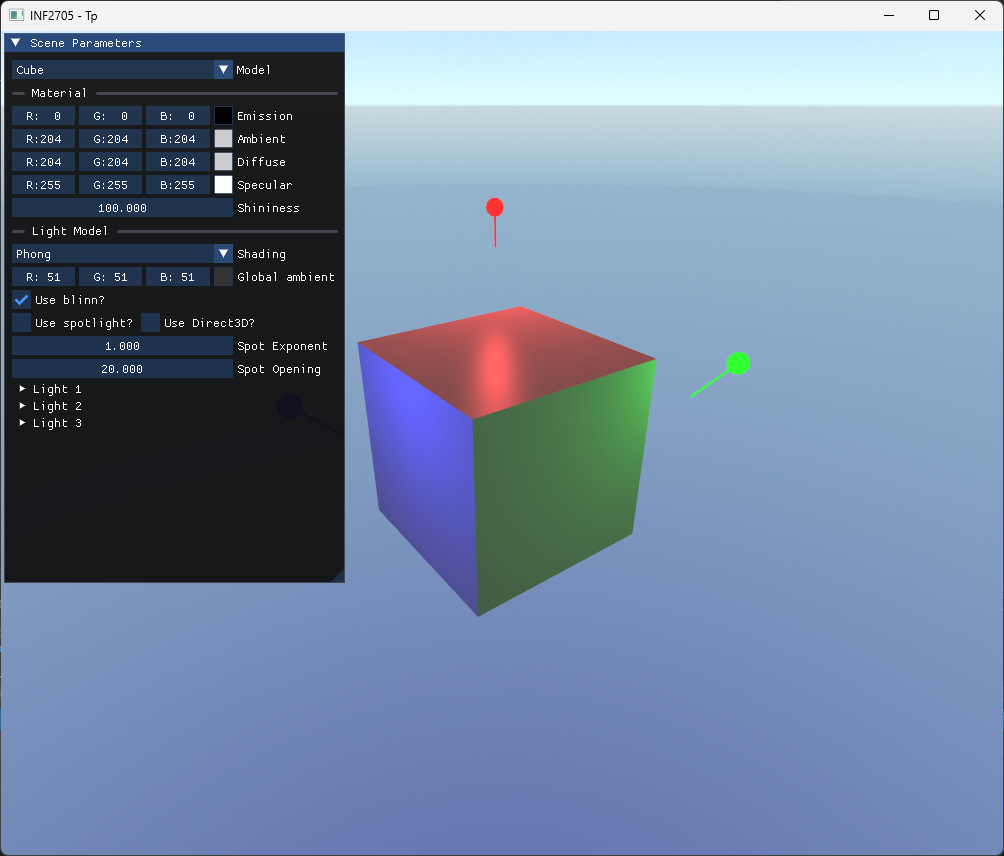 INF2705 - Tp
Scene Parameters
Cube Model
Material
R: 0 G: 0 B: 0 Emission
R:204 G:204 B:204 Ambient
R:204 G:204 B:204 Diffuse
R:255 G:255 B:255 Specular
100.000 Shininess
Light Model
Phong Shading
R: 51 G: 51 B: 51 Global ambient
Use blinn?
Use spotlight? Use Direct3D?
1.000 Spot Exponent
20.000 Spot Opening
Light 1
Light 2
Light 3